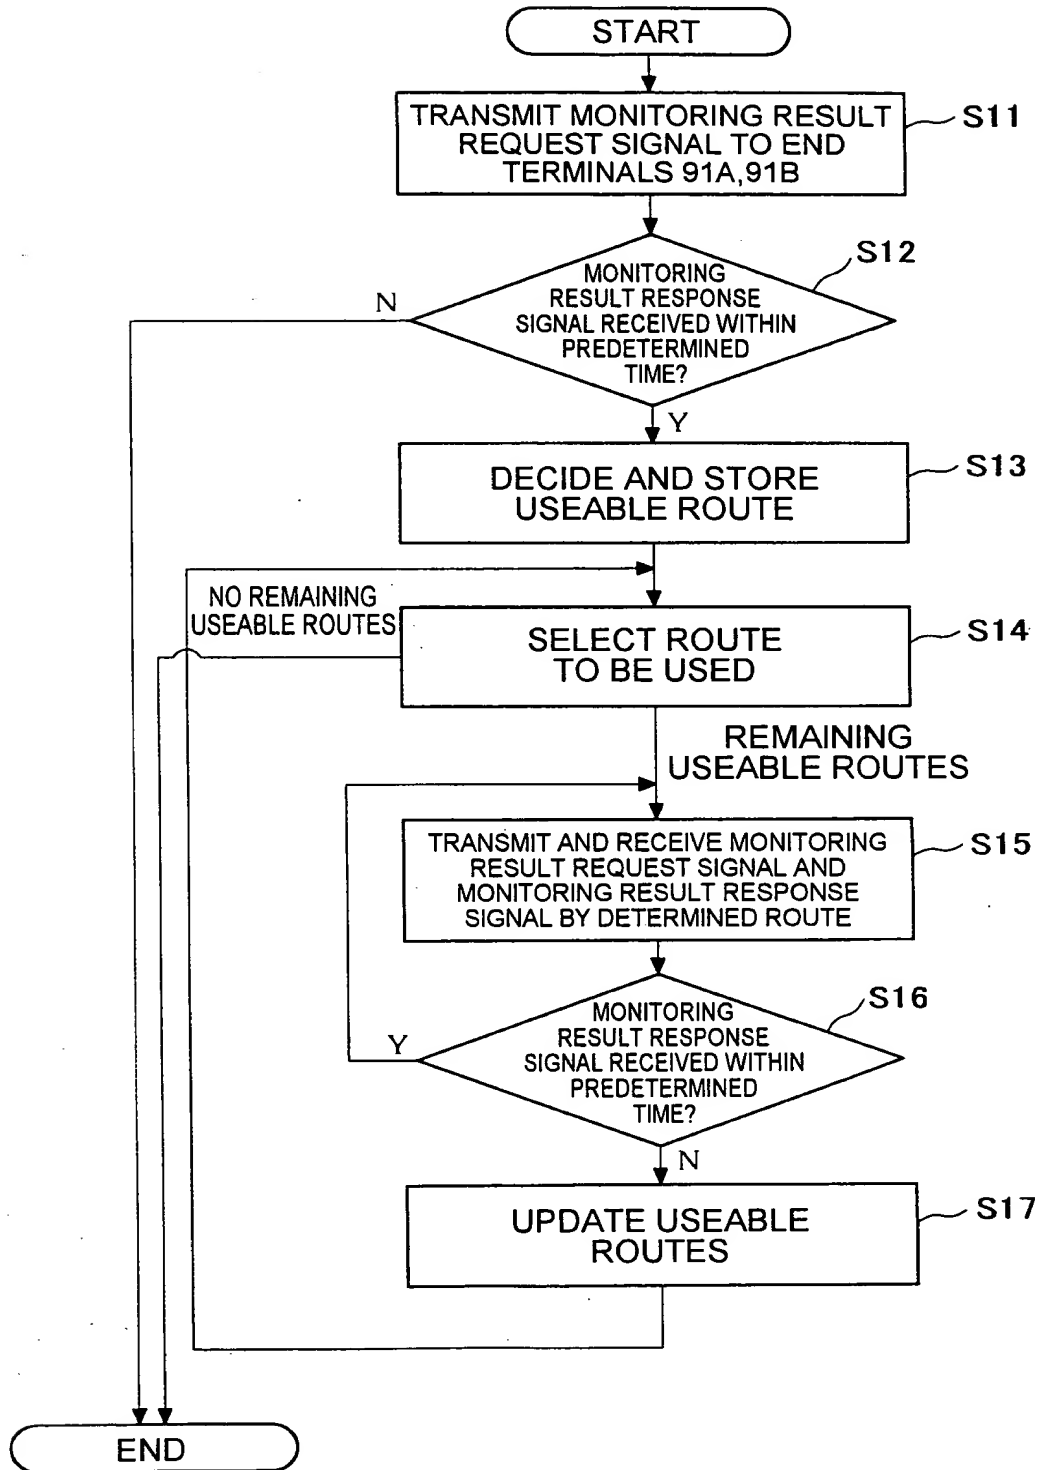 START
TRANSMIT MONITORING RESULT
REQUEST SIGNAL TO END
TERMINALS 91A,91B
S11
MONITORING
RESULT RESPONSE
SIGNAL RECEIVED WITHIN
PREDETERMINED
TIME?
S12
N
Y
DECIDE AND STORE
USEABLE ROUTE
S13
NO REMAINING
USEABLE ROUTES
SELECT ROUTE
TO BE USED
S14
REMAINING
USEABLE ROUTES
TRANSMIT AND RECEIVE MONITORING
RESULT REQUEST SIGNAL AND
MONITORING RESULT RESPONSE
SIGNAL BY DETERMINED ROUTE
S15
MONITORING
RESULT RESPONSE
SIGNAL RECEIVED WITHIN
PREDETERMINED
TIME?
S16
Y
N
UPDATE USEABLE
ROUTES
S17
END